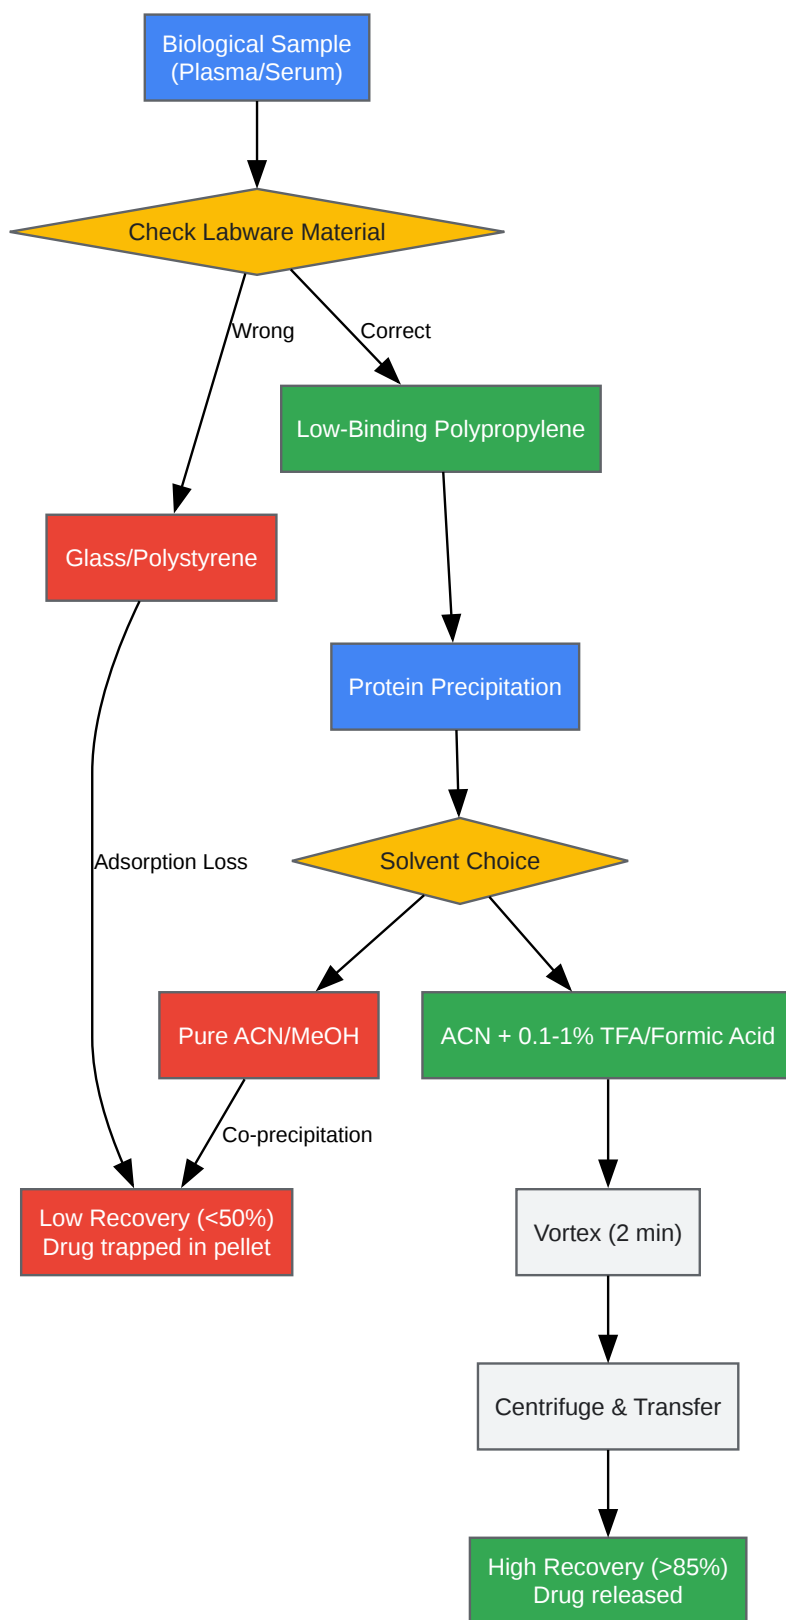 Biological Sample
(Plasma/Serum)
Check Labware Material
Wrong
Correct
Low-Binding Polypropylene
Glass/Polystyrene
Protein Precipitation
Solvent Choice
Adsorption Loss
Pure ACN/MeOH
ACN + 0.1-1% TFA/Formic Acid
Co-precipitation
Low Recovery (<50%)
Drug trapped in pellet
Vortex (2 min)
Centrifuge & Transfer
High Recovery (>85%)
Drug released